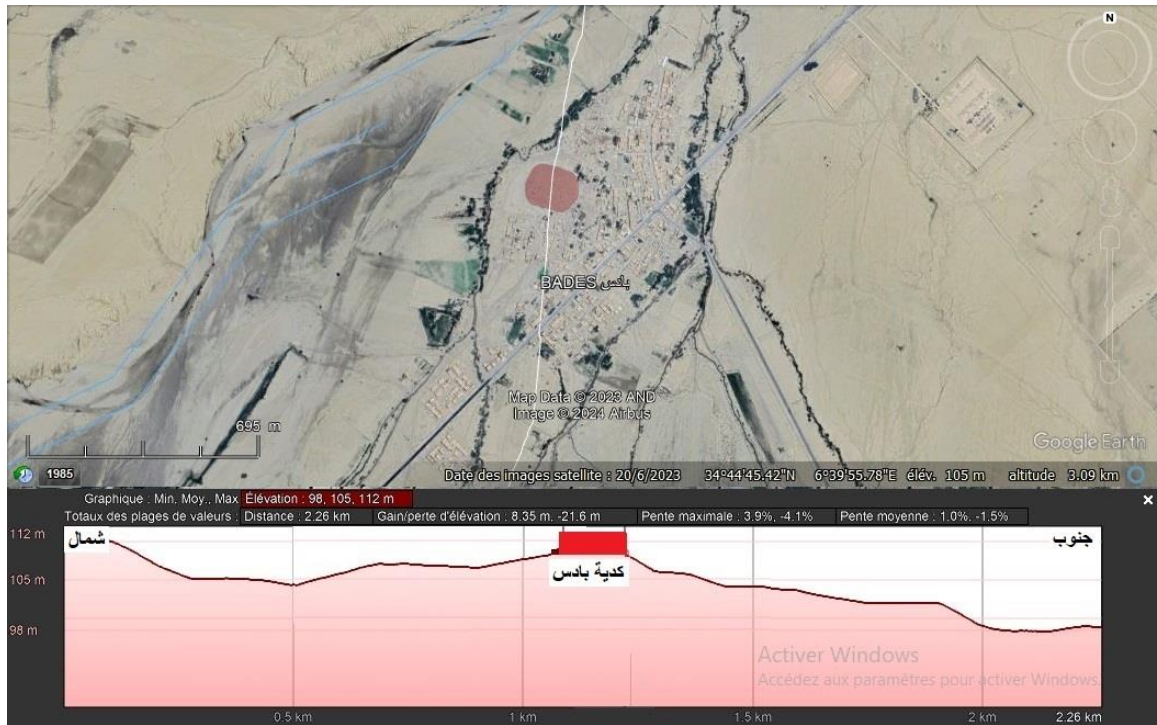 N
BADES بادس
Map Data © 2023 AND
Image © 2024 Airbus
695 m
Google Earth
1985
Date des images satellite : 20/6/2023 34°44'45.42"N 6°39'55.78"E élév. 105 m altitude 3.09 km
Graphique : Min. Moy., Max Élévation : 98, 105, 112 m
Totaux des plages de valeurs : Distance : 2.26 km Gain/perte d'élévation : 8.35 m, -21.6 m Pente maximale : 3.9%, -4.1% Pente moyenne : 1.0%, -1.5%
112 m
شمال
جنوب
كدية بادس
105 m
98 m
Activer Windows
Accédez aux paramètres pour activer Windows.
0.5 km 1 km 1.5 km 2 km 2.26 km